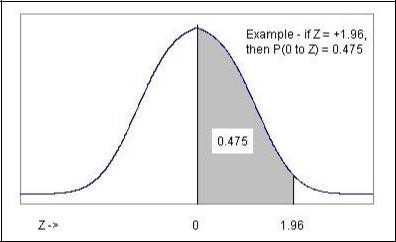 Example - if Z = +1.96,
then P(0 to Z) = 0.475
0.475
Z -> 0 1.96